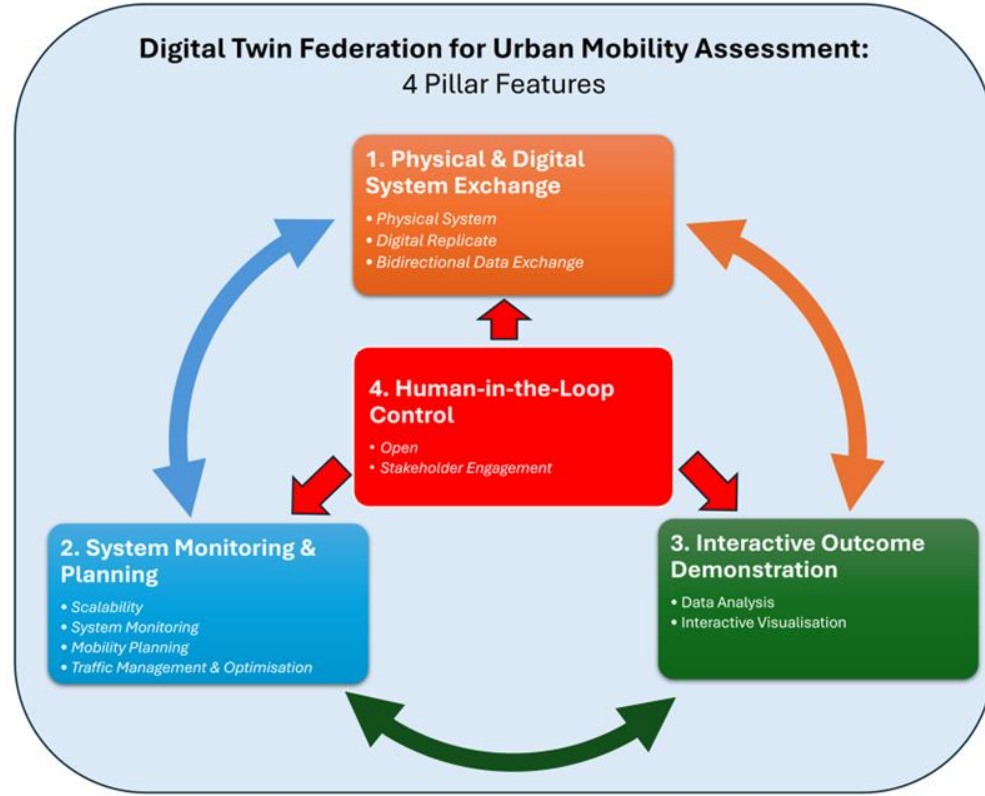 Digital Twin Federation for Urban Mobility Assessment:
4 Pillar Features
1. Physical & Digital
System Exchange
• Physical System
• Digital Replicate
• Bidirectional Data Exchange
4. Human-in-the-Loop
Control
• Open
• Stakeholder Engagement
2. System Monitoring &
Planning
• Scalability
• System Monitoring
• Mobility Planning
• Traffic Management & Optimisation
3. Interactive Outcome
Demonstration
• Data Analysis
• Interactive Visualisation